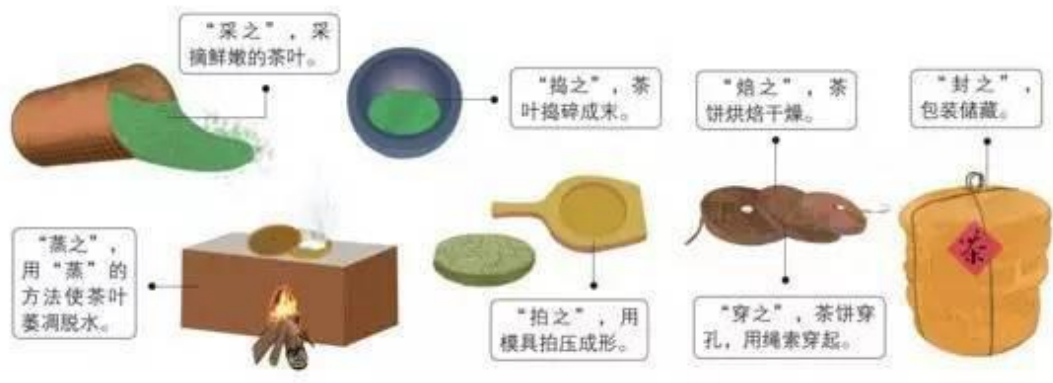 “采之”，采
摘鲜嫩的茶叶。
“蒸之”，
用“蒸”的
方法使茶叶
萎凋脱水。
“捣之”，茶
叶捣碎成末。
“拍之”，用
模具拍压成形。
“焙之”，茶
饼烘焙干燥。
“穿之”，茶饼穿
孔，用绳索穿起。
“封之”，
包装储藏。
茶